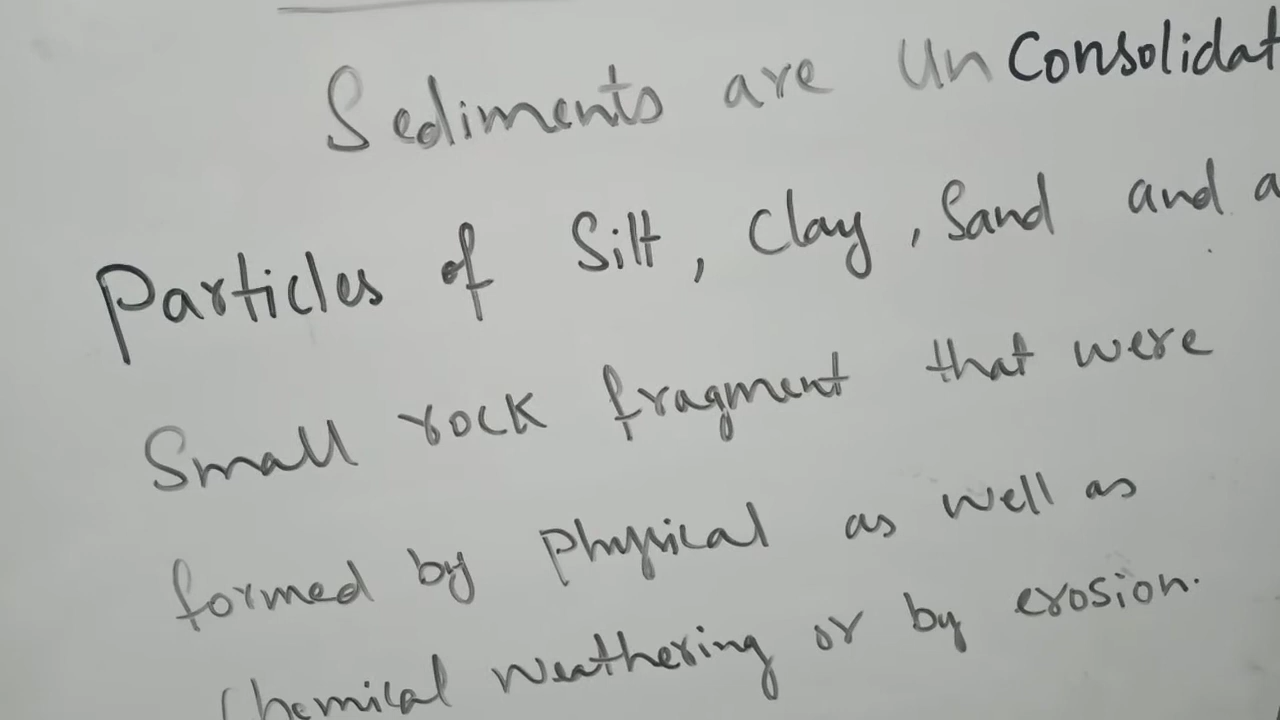 Sediments are Unconsolidat
Particles of Silt, Clay, Sand and a
Small rock fragment that were
formed by Physical as well as
Chemical weathering or by erosion.